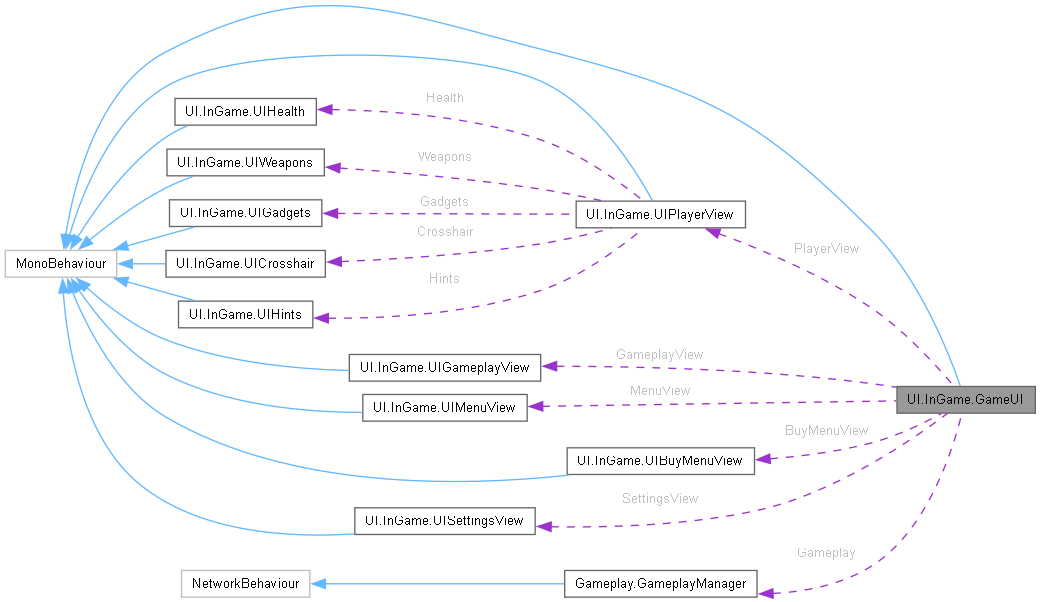 Health
UI.InGame.UIHealth
Weapons
UI.InGame.UIWeapons
Gadgets
UI.InGame.UIGadgets
UI.InGame.UIPlayerView
Crosshair
PlayerView
MonoBehaviour
UI.InGame.UICrosshair
Hints
UI.InGame.UIHints
GameplayView
UI.InGame.UIGameplayView
MenuView
UI.InGame.UIMenuView
UI.InGame.GameUI
BuyMenuView
UI.InGame.UIBuyMenuView
SettingsView
UI.InGame.UISettingsView
Gameplay
NetworkBehaviour
Gameplay.GameplayManager